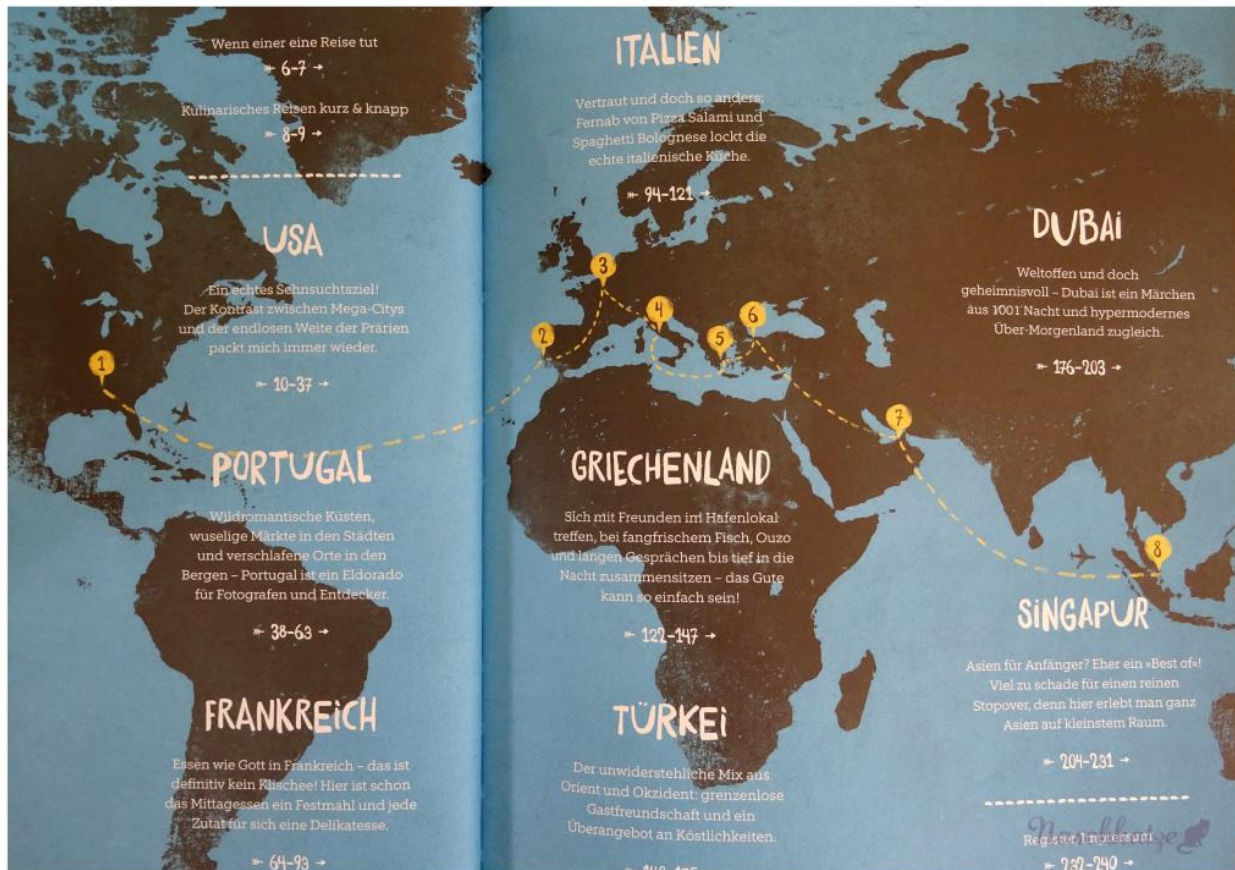 Wenn einer eine Reise tut
6–7
Kulinarisches Reisen kurz & knapp
8–9
USA
Ein echtes Sehnsuchtsziel!
Der Kontrast zwischen Mega-Citys
und der endlosen Weite der Prärien
packt mich immer wieder.
10–37
PORTUGAL
Wildromantische Küsten,
wuselige Märkte in den Städten
und verschlafene Orte in den
Bergen – Portugal ist ein Eldorado
für Fotografen und Entdecker.
38–63
FRANKREiCH
Essen wie Gott in Frankreich – das ist
definitiv kein Klischee! Hier ist schon
das Mittagessen ein Festmahl und jede
Zutat für sich eine Delikatesse.
64–93
ITALIEN
Vertraut und doch so anders:
Fernab von Pizza Salami und
Spaghetti Bolognese lockt die
echte italienische Küche.
94–121
GRIECHENLAND
Sich mit Freunden im Hafenlokal
treffen, bei fangfrischem Fisch, Ouzo
und langen Gesprächen bis tief in die
Nacht zusammensitzen – das Gute
kann so einfach sein!
122–147
TÜRKEi
Der unwiderstehliche Mix aus
Orient und Okzident: grenzenlose
Gastfreundschaft und ein
Überangebot an Köstlichkeiten.
DUBAi
Weltoffen und doch
geheimnisvoll – Dubai ist ein Märchen
aus 1001 Nacht und hypermodernes
Über-Morgenland zugleich.
176–203
SiNGAPUR
Asien für Anfänger? Eher ein »Best of«!
Viel zu schade für einen reinen
Stopover, denn hier erlebt man ganz
Asien auf kleinstem Raum.
204–231
Register/Impressum
232–240
1
2
3
4
5
6
7
8